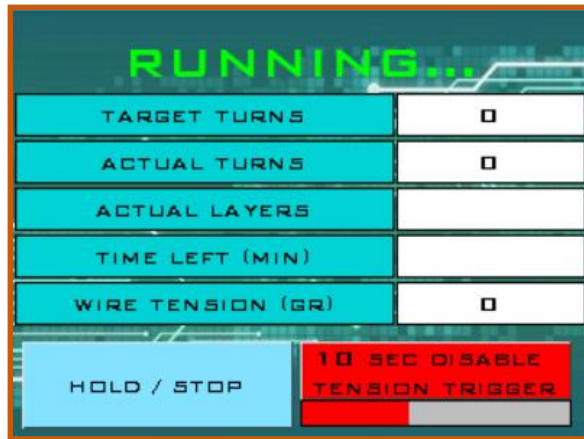 RUNNING...
TARGET TURNS 0
ACTUAL TURNS 0
ACTUAL LAYERS
TIME LEFT (MIN)
WIRE TENSION (GR) 0
HOLD / STOP
10 SEC DISABLE
TENSION TRIGGER